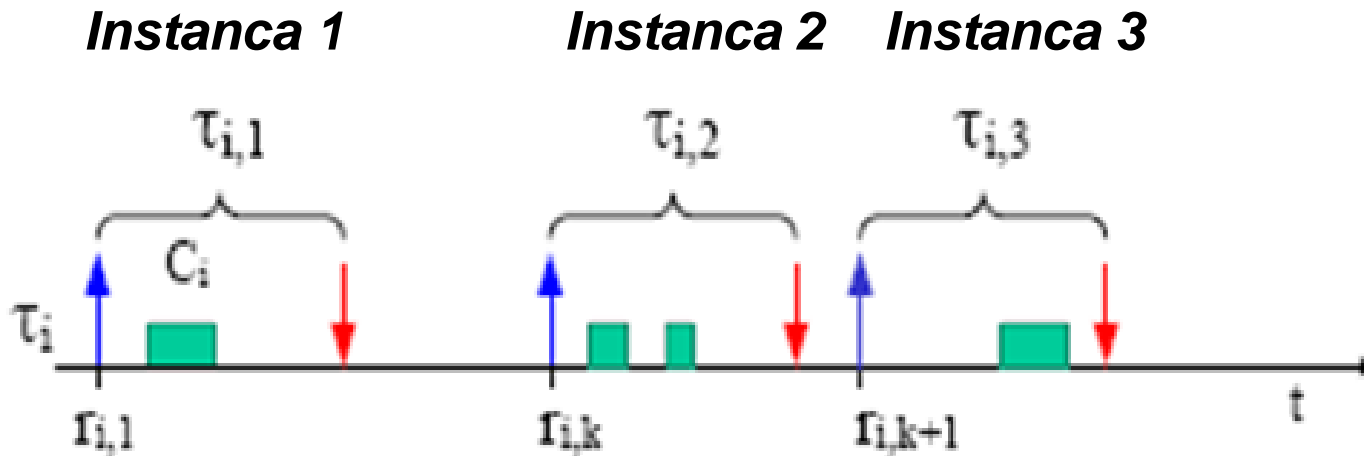 Instanca 1 Instanca 2 Instanca 3
τi,1 τi,2 τi,3
Ci
τi
t
ri,1 ri,k ri,k+1